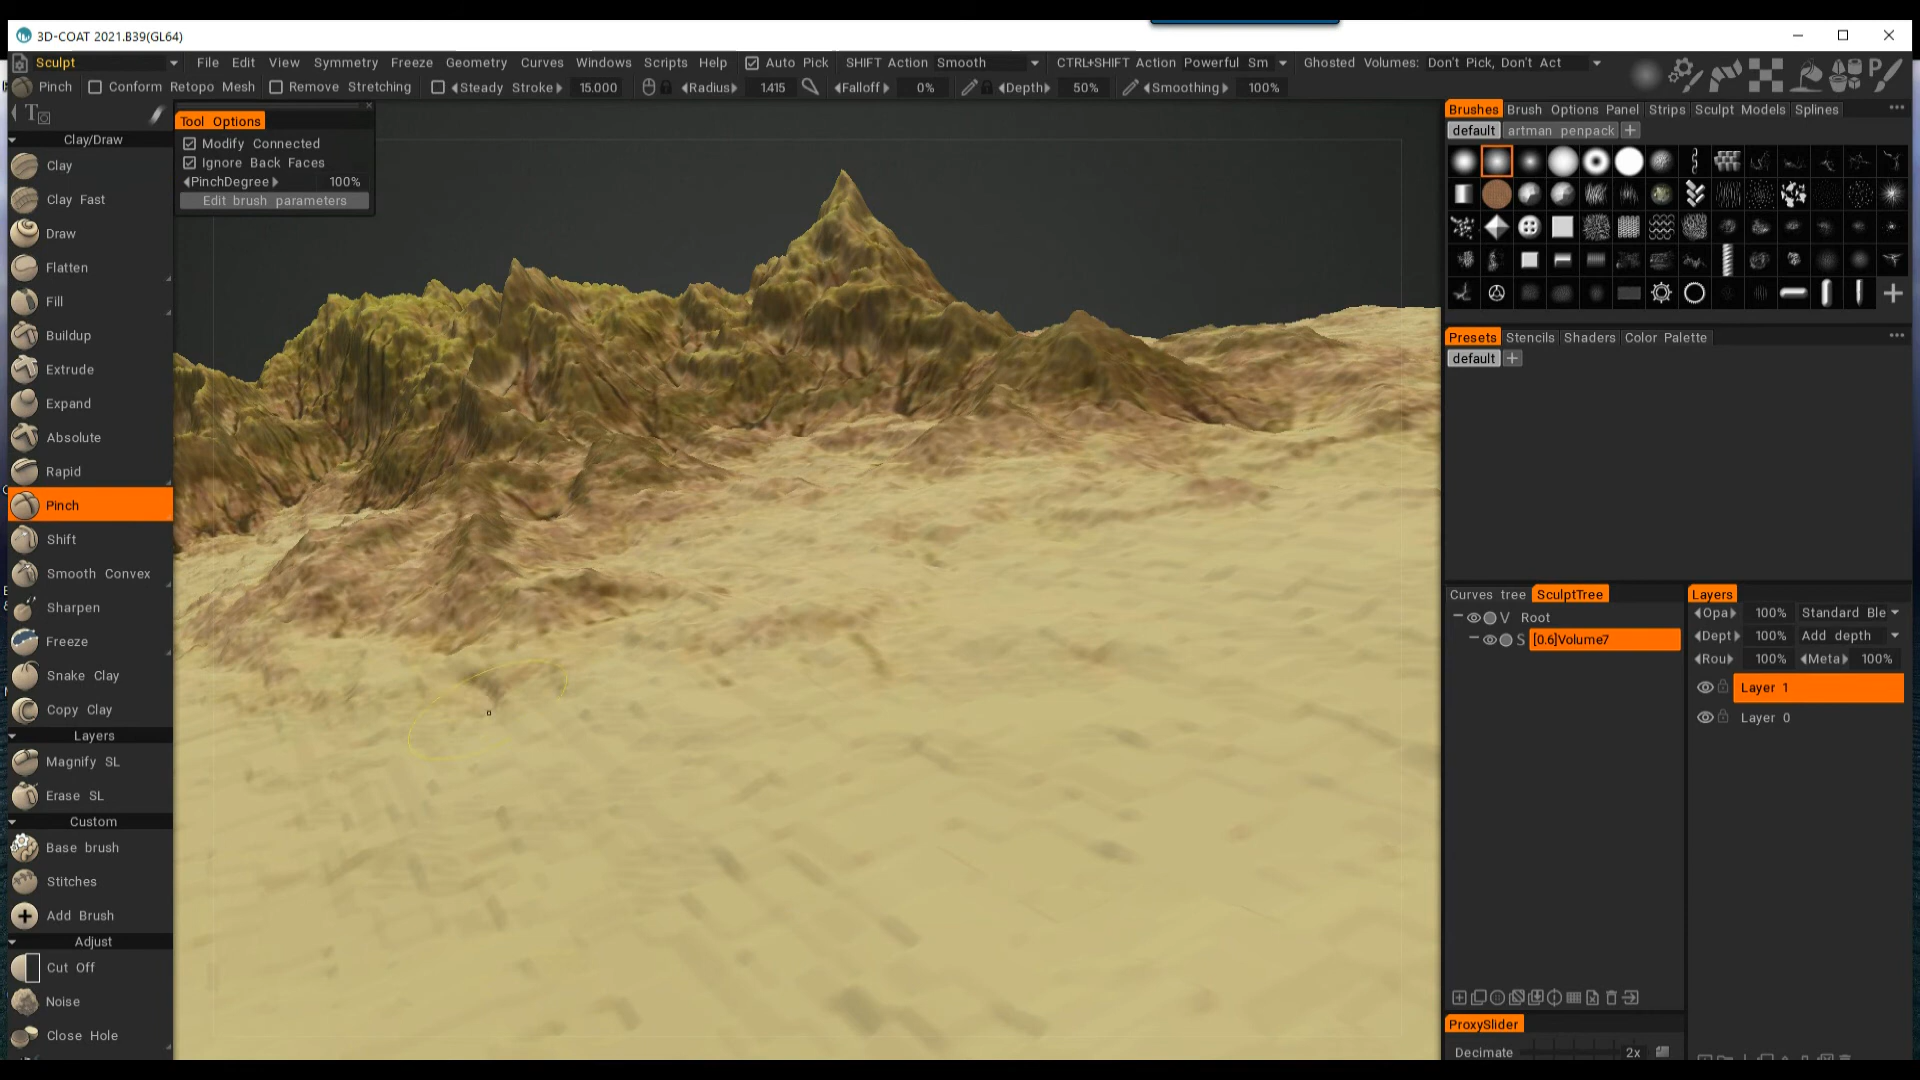 3D-COAT 2021.B39(GL64)
Sculpt File Edit View Symmetry Freeze Geometry Curves Windows Scripts Help Auto Pick SHIFT Action Smooth CTRL+SHIFT Action Powerful Sm Ghosted Volumes: Don't Pick, Don't Act
Pinch Conform Retopo Mesh Remove Stretching Steady Stroke 15.000 Radius 1.415 Falloff 0% Depth 50% Smoothing 100%
Tool Options
Modify Connected
Ignore Back Faces
PinchDegree 100%
Edit brush parameters
Clay/Draw
Clay
Clay Fast
Draw
Flatten
Fill
Buildup
Extrude
Expand
Absolute
Rapid
Pinch
Shift
Smooth Convex
Sharpen
Freeze
Snake Clay
Copy Clay
Layers
Magnify SL
Erase SL
Custom
Base brush
Stitches
Add Brush
Adjust
Cut Off
Noise
Close Hole
Brushes Brush Options Panel Strips Sculpt Models Splines
default artman penpack +
Presets Stencils Shaders Color Palette
default +
Curves tree SculptTree
V Root
S [0.6]Volume7
Layers
Opa 100% Standard Ble
Dept 100% Add depth
Rou 100% Meta 100%
Layer 1
Layer 0
ProxySlider
Decimate 2x